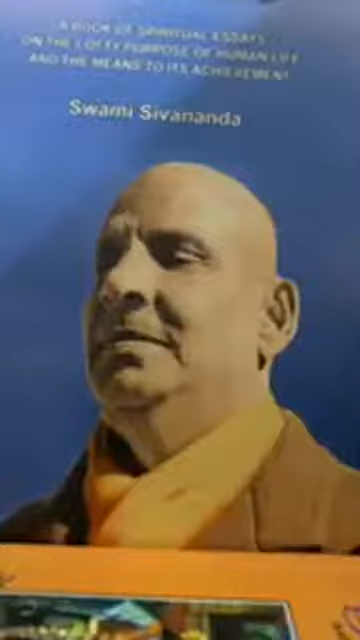 A BOOK OF SPIRITUAL ESSAYS
ON THE LOFTY PURPOSE OF HUMAN LIFE
AND THE MEANS TO ITS ACHIEVEMENT
Swami Sivananda